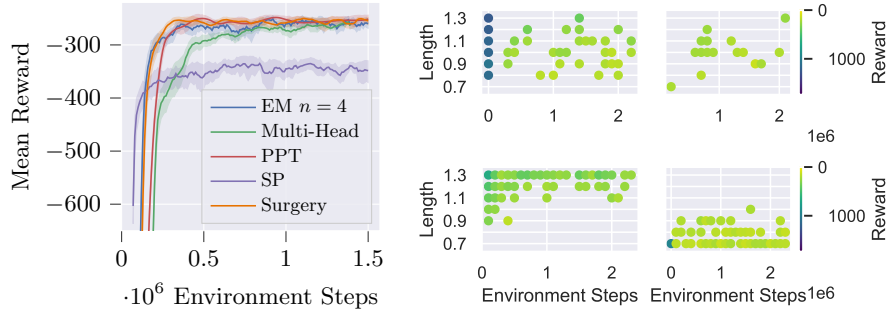 Mean Reward
−300
−400
−500
−600
EM n = 4
Multi-Head
PPT
SP
Surgery
0
0.5
1
1.5
·10⁶ Environment Steps
Length
1.3
1.1
0.9
0.7
0
1
2
1
2
1e6
0
1000
Reward
Length
1.3
1.1
0.9
0.7
0
1
2
Environment Steps
0
1
2
Environment Steps
1e6
0
1000
Reward